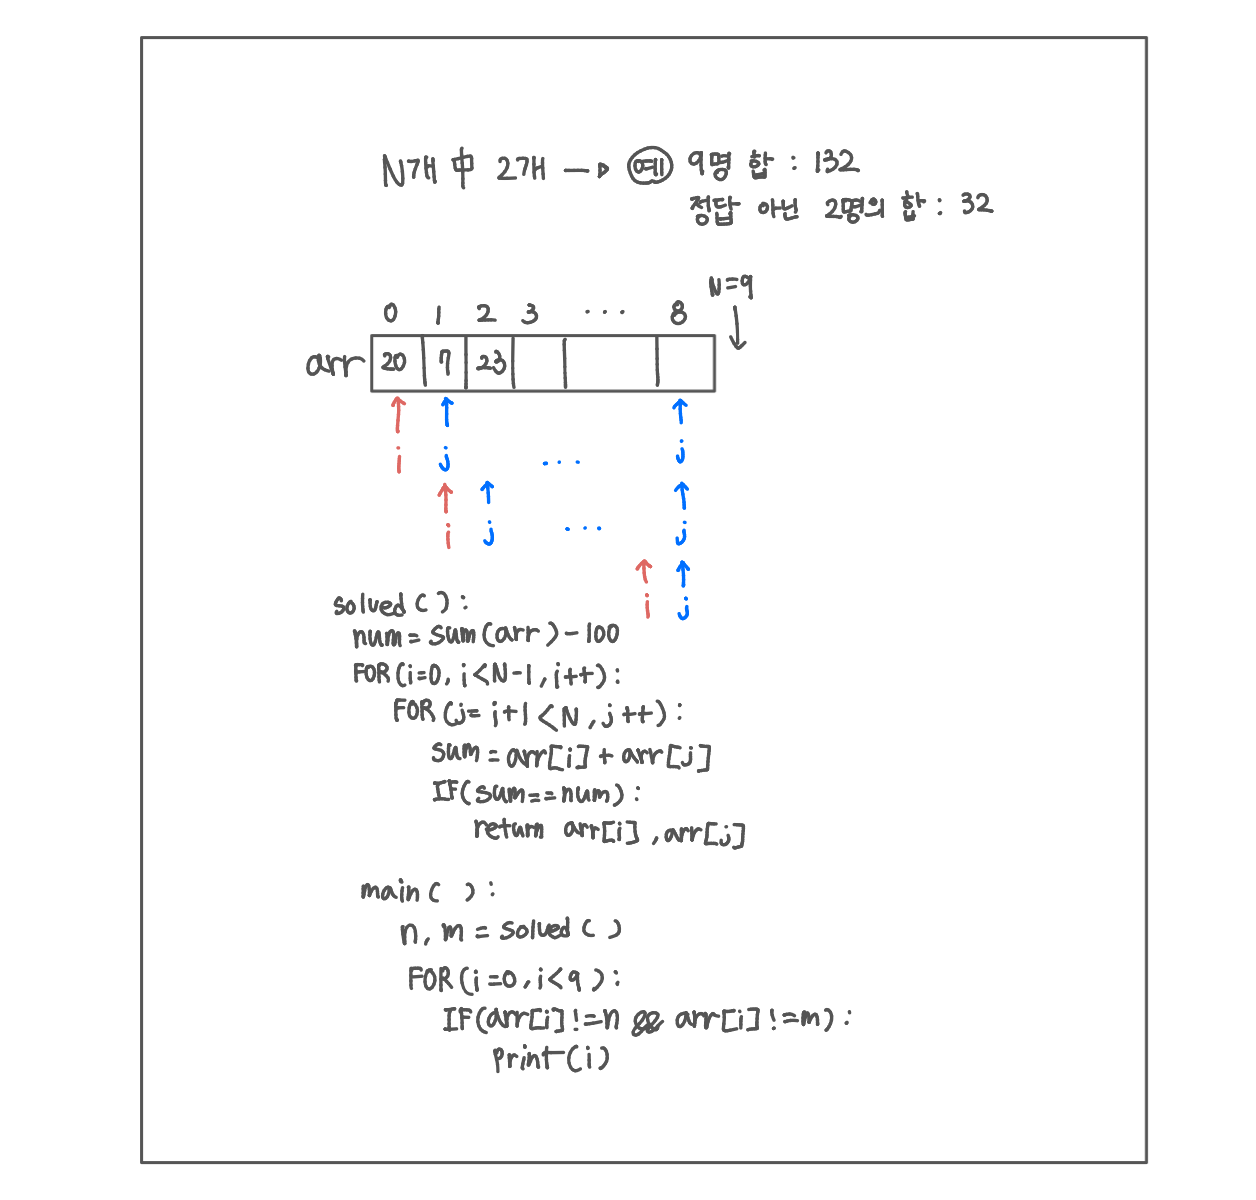 N개 中 2개 → 예 9명 합 : 132
정답 아닌 2명의 합 : 32
N=9
0 1 2 3 ... 8
arr 20 7 23
i j ... j
i j ... j
i j
solved ( ) :
num = sum(arr) - 100
FOR (i=0, i<N-1, i++) :
FOR (j= i+1 <N, j++) :
sum = arr[i] + arr[j]
IF(sum==num) :
return arr[i] , arr[j]
main ( ) :
n, m = solved ( )
FOR (i=0, i<9 ) :
IF(arr[i] !=n && arr[i] !=m) :
print(i)